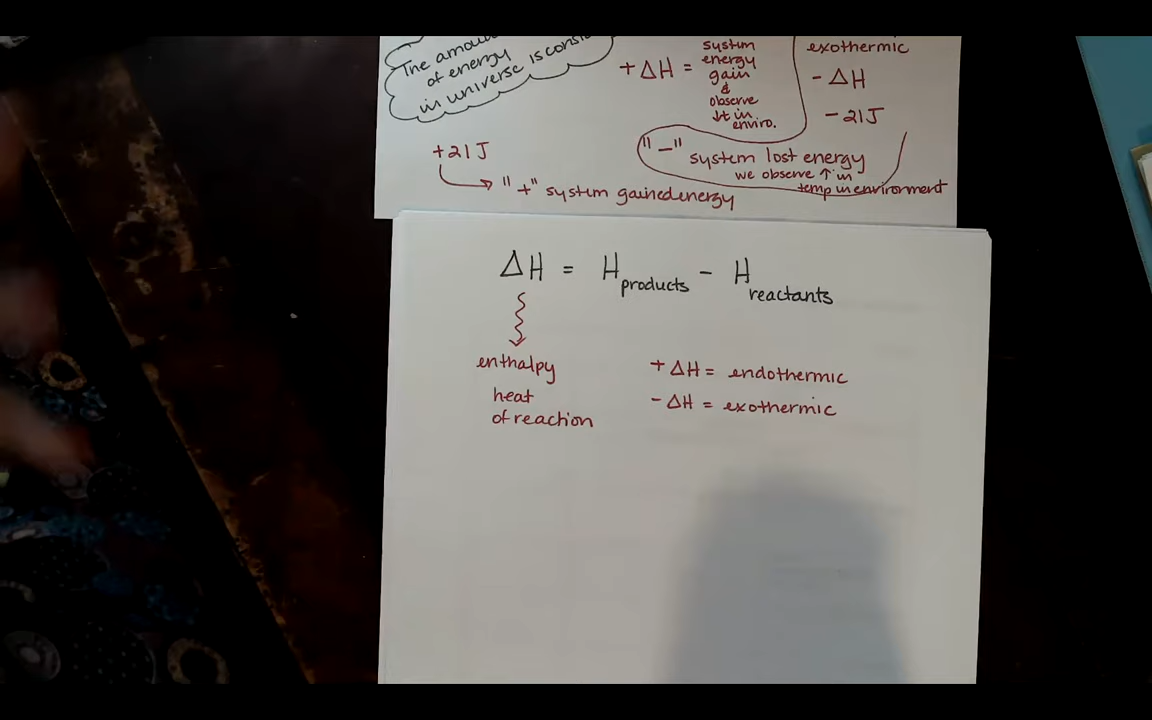 The amou
of energy
in universe is consta
+ΔH = system
energy
gain
&
observe
↓t in
enviro.
exothermic
- ΔH
- 21J
+21J
"+" system gained energy
"-" system lost energy
we observe ↑ in
temp in environment
ΔH = H products - H reactants
enthalpy
heat
of reaction
+ ΔH = endothermic
- ΔH = exothermic